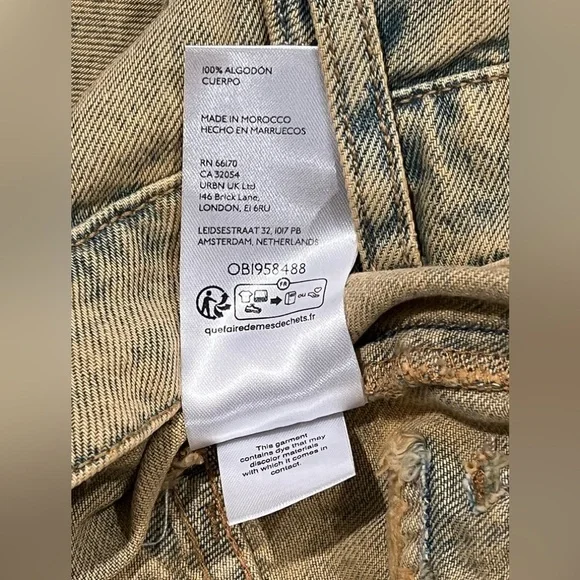 100% ALGODÓN
CUERPO
MADE IN MOROCCO
HECHO EN MARRUECOS
RN 66170
CA 32054
URBN UK Ltd
146 Brick Lane,
LONDON, E1 6RU
LEIDSESTRAAT 32, 1017 PB
AMSTERDAM, NETHERLANDS
OB1958488
FR
OU
quefairedemesdechets.fr
This garment
contains dye that may
discolor materials
with which it comes in
contact.